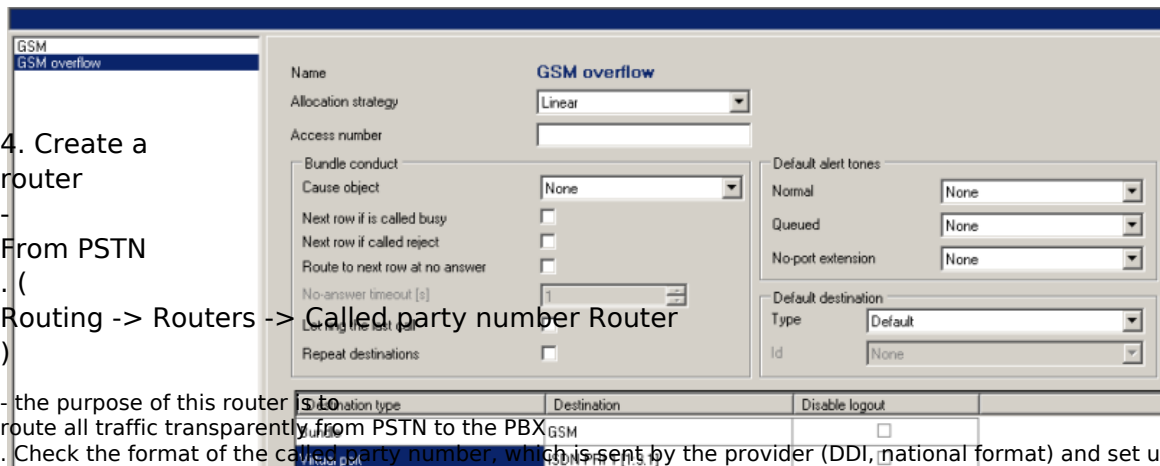 GSM
GSM overflow
Name GSM overflow
Allocation strategy Linear
Access number
Bundle conduct
Cause object None
Next row if is called busy
Next row if called reject
Route to next row at no answer
No-answer timeout [s] 1
Repeat destinations
Default alert tones
Normal None
Queued None
No-port extension None
Default destination
Type Default
Id None
Destination type Destination Disable logout
Bundle GSM
4. Create a
router
-
From PSTN
. (
Routing -> Routers -> Called party number Router
)
- the purpose of this router is to
route all traffic transparently from PSTN to the PBX
. Check the format of the called party number, which is sent by the provider (DDI, national format) and set u